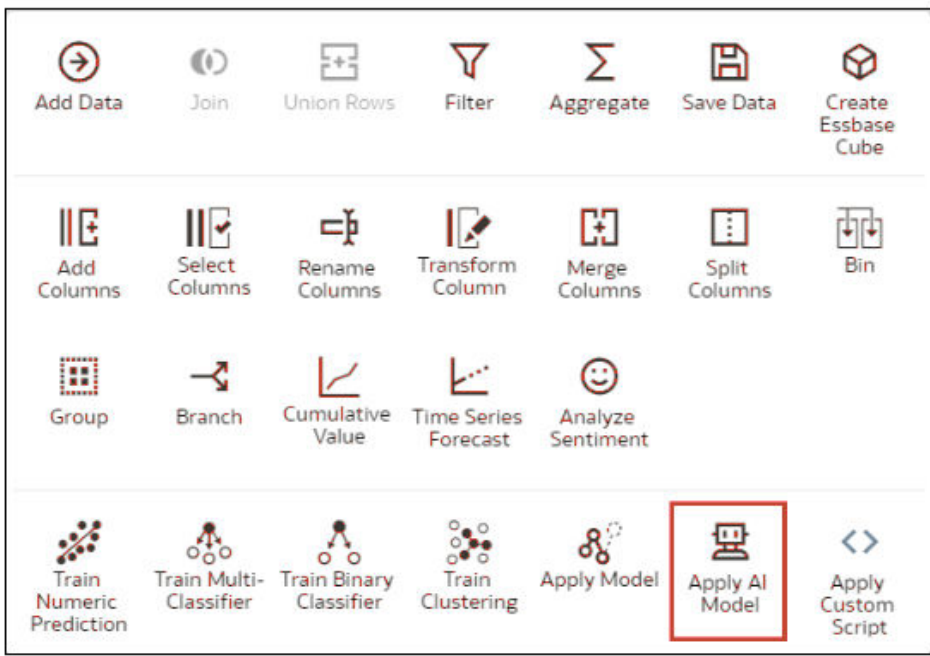 Add Data
Join
Union Rows
Filter
Aggregate
Save Data
Create
Essbase
Cube
Add
Columns
Select
Columns
Rename
Columns
Transform
Column
Merge
Columns
Split
Columns
Bin
Group
Branch
Cumulative
Value
Time Series
Forecast
Analyze
Sentiment
Train
Numeric
Prediction
Train Multi-
Classifier
Train Binary
Classifier
Train
Clustering
Apply Model
Apply AI
Model
Apply
Custom
Script